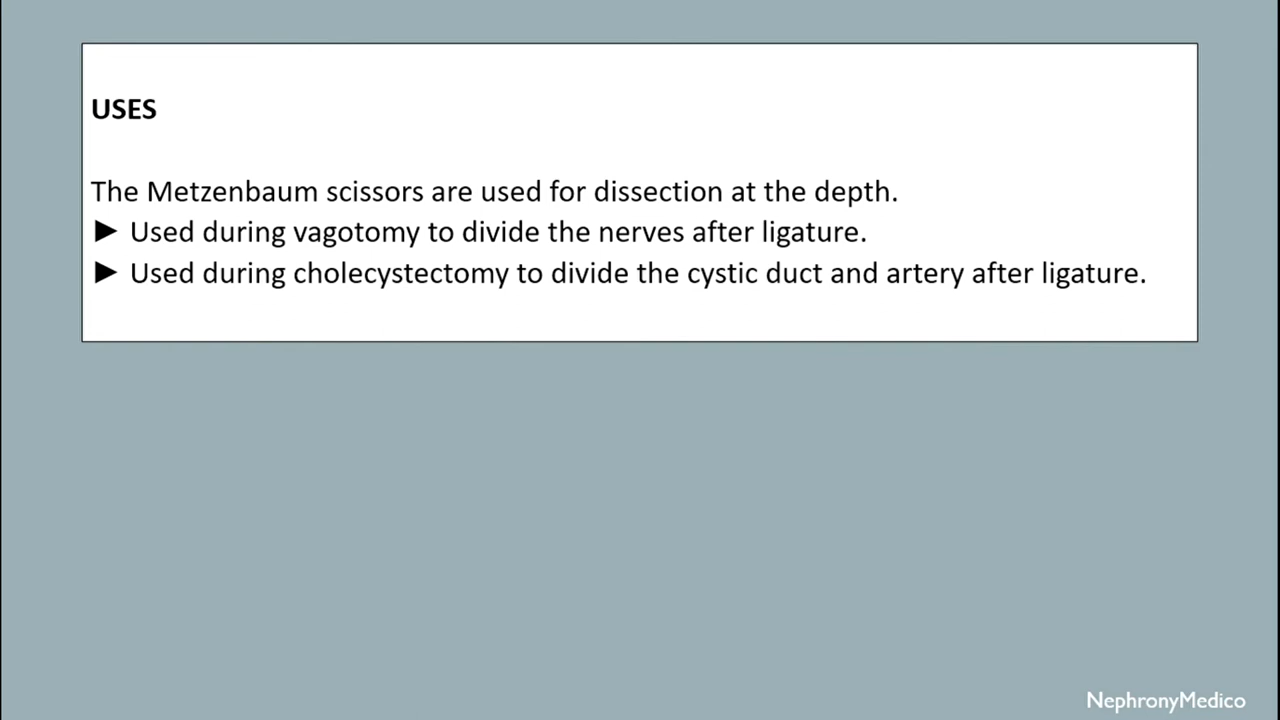 USES
The Metzenbaum scissors are used for dissection at the depth.
► Used during vagotomy to divide the nerves after ligature.
► Used during cholecystectomy to divide the cystic duct and artery after ligature.
NephronyMedico